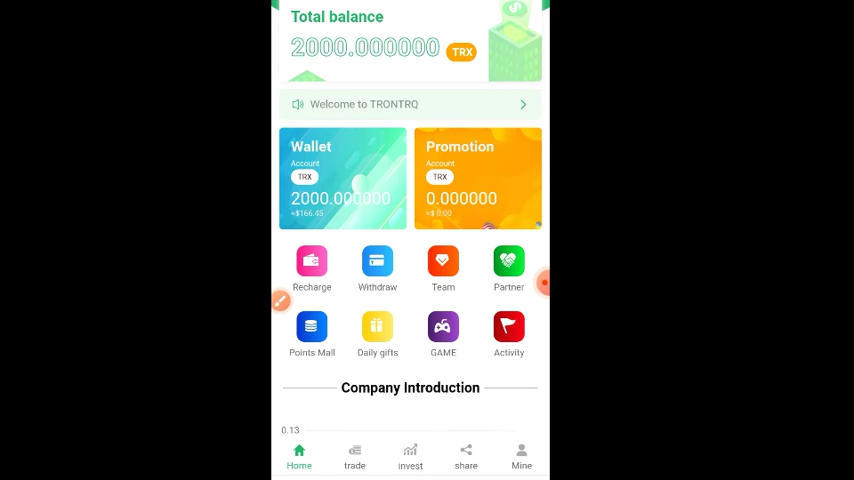 Total balance
2000.000000 TRX
Welcome to TRONTRQ
Wallet
Account
TRX
2000.000000
≈$166.45
Promotion
Account
TRX
0.000000
≈$ 0.00
Recharge Withdraw Team Partner
Points Mall Daily gifts GAME Activity
Company Introduction
0.13
Home trade invest share Mine